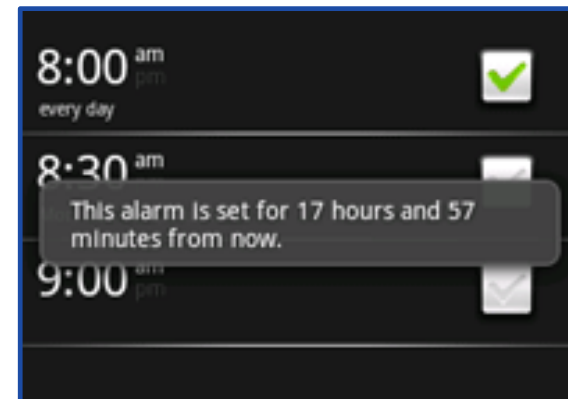 8:00 am
pm
every day
8:30 am
This alarm is set for 17 hours and 57
minutes from now.
9:00 am
pm